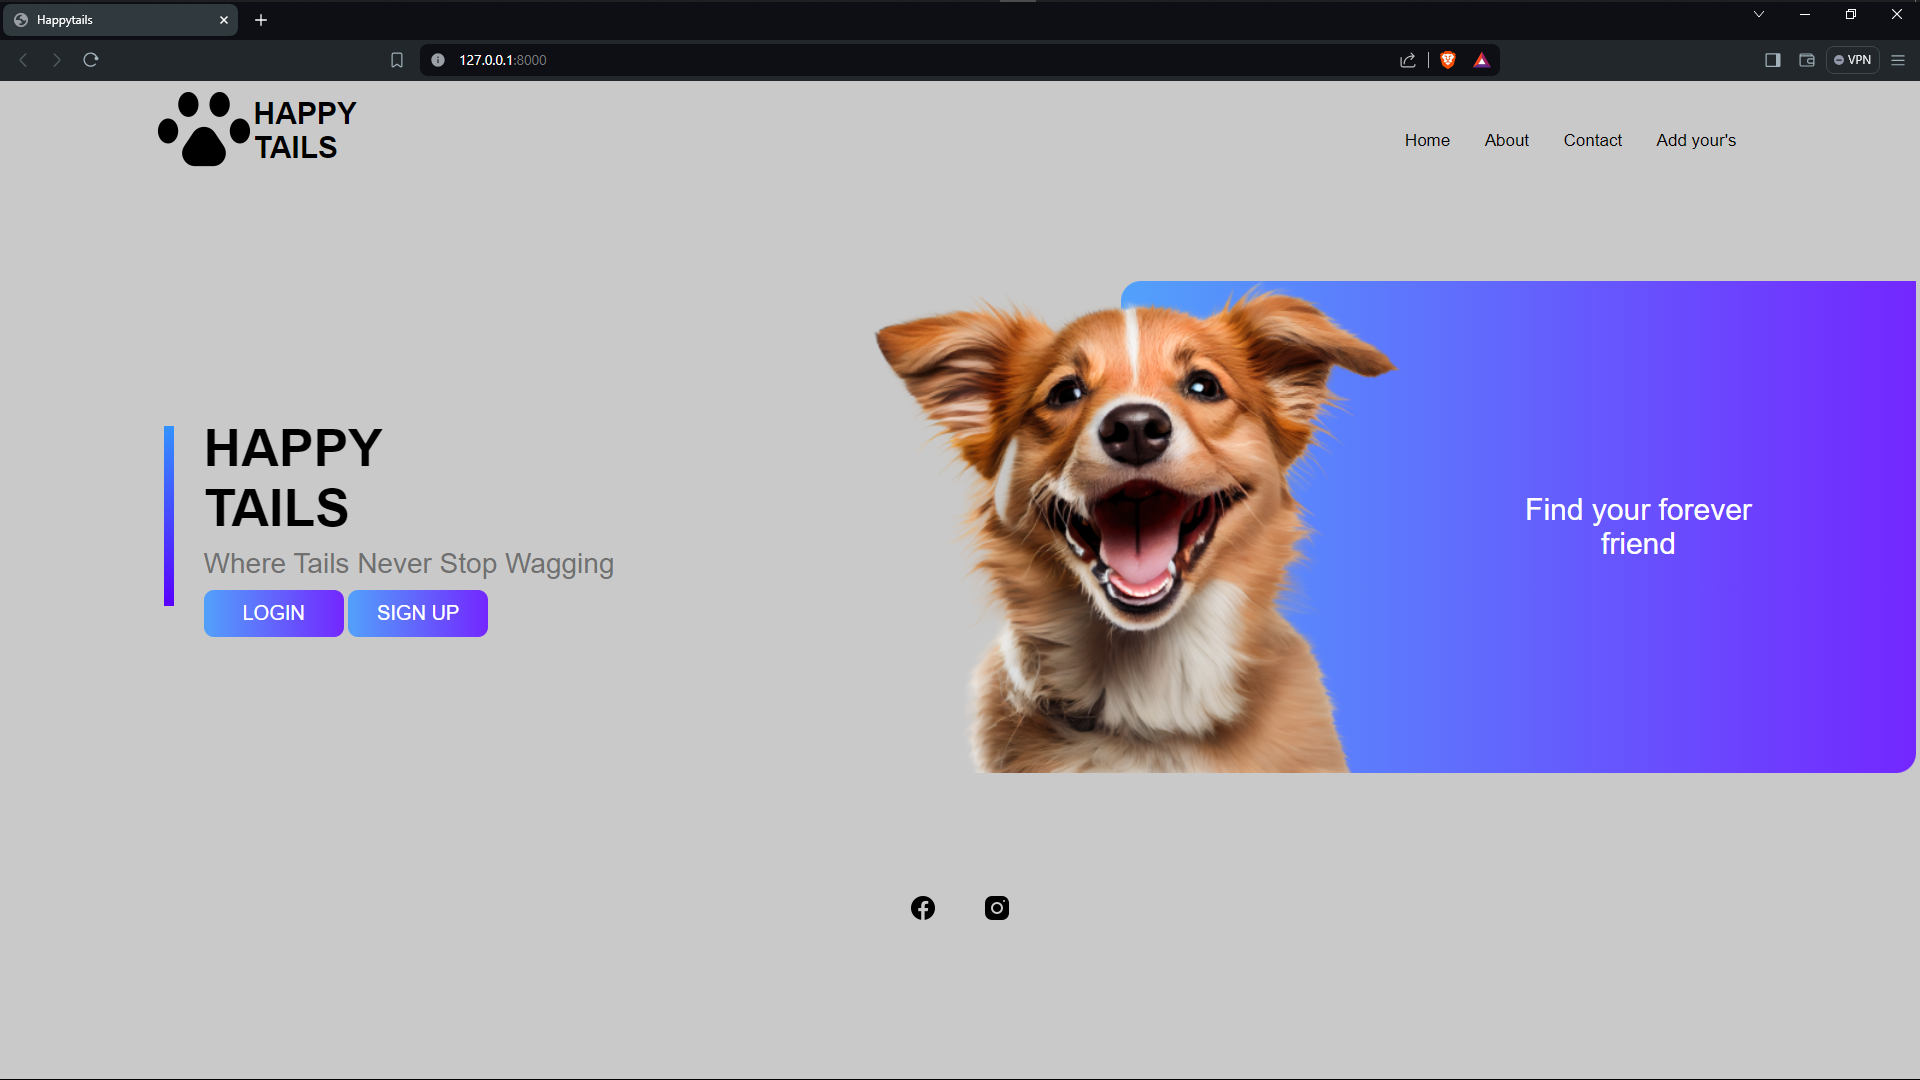 Happytails
127.0.0.1:8000
VPN
HAPPY
TAILS
Home About Contact Add your's
HAPPY
TAILS
Where Tails Never Stop Wagging
LOGIN SIGN UP
Find your forever
friend